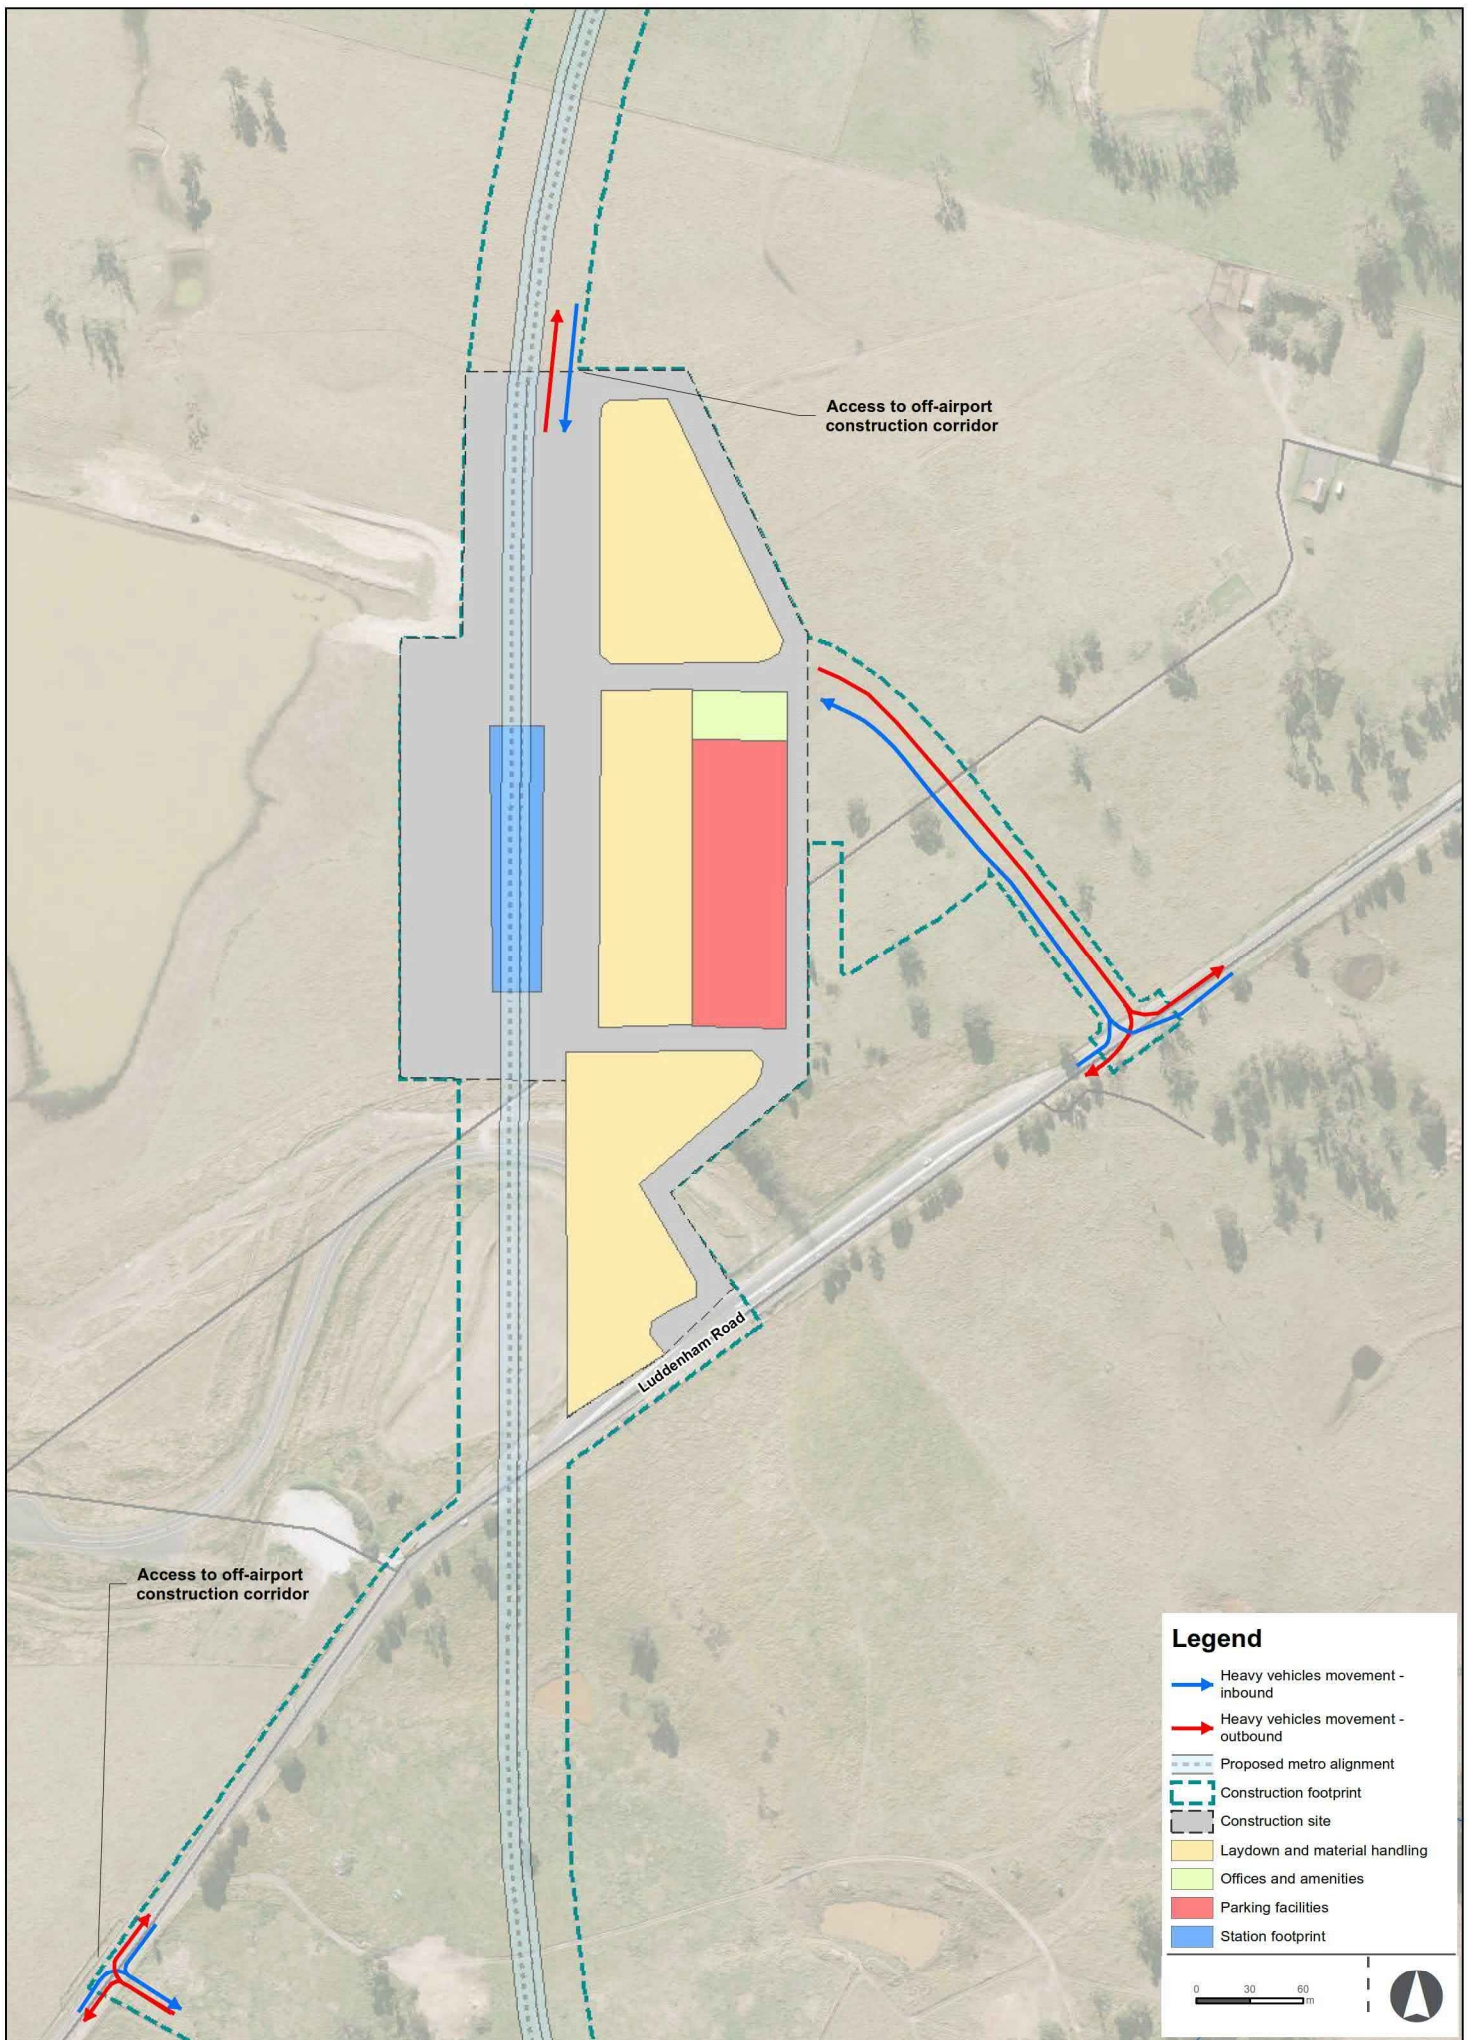 Access to off-airport
construction corridor
Luddenham Road
Access to off-airport
construction corridor
Legend
Heavy vehicles movement -
inbound
Heavy vehicles movement -
outbound
Proposed metro alignment
Construction footprint
Construction site
Laydown and material handling
Offices and amenities
Parking facilities
Station footprint
0 30 60
m